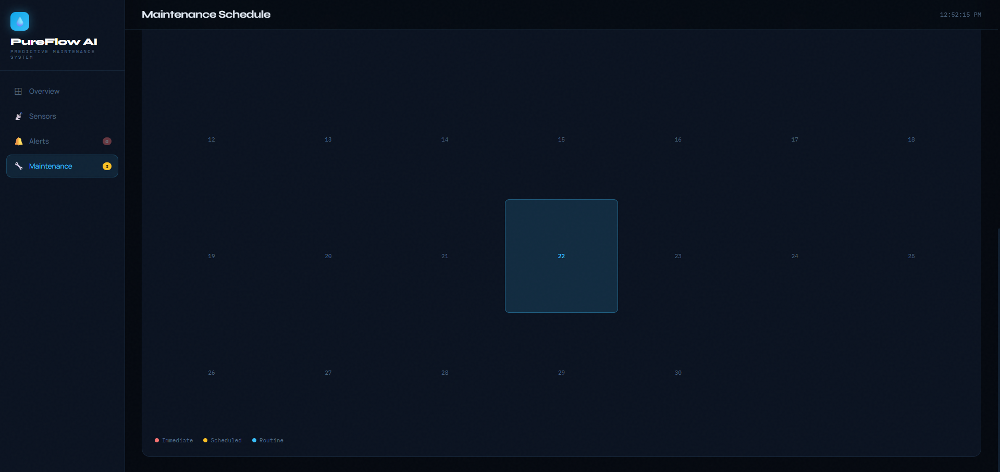 PureFlow AI
PREDICTIVE MAINTENANCE
SYSTEM
Overview
Sensors
Alerts 0
Maintenance 3
Maintenance Schedule
12:52:15 PM
12 13 14 15 16 17 18
19 20 21 22 23 24 25
26 27 28 29 30
Immediate Scheduled Routine